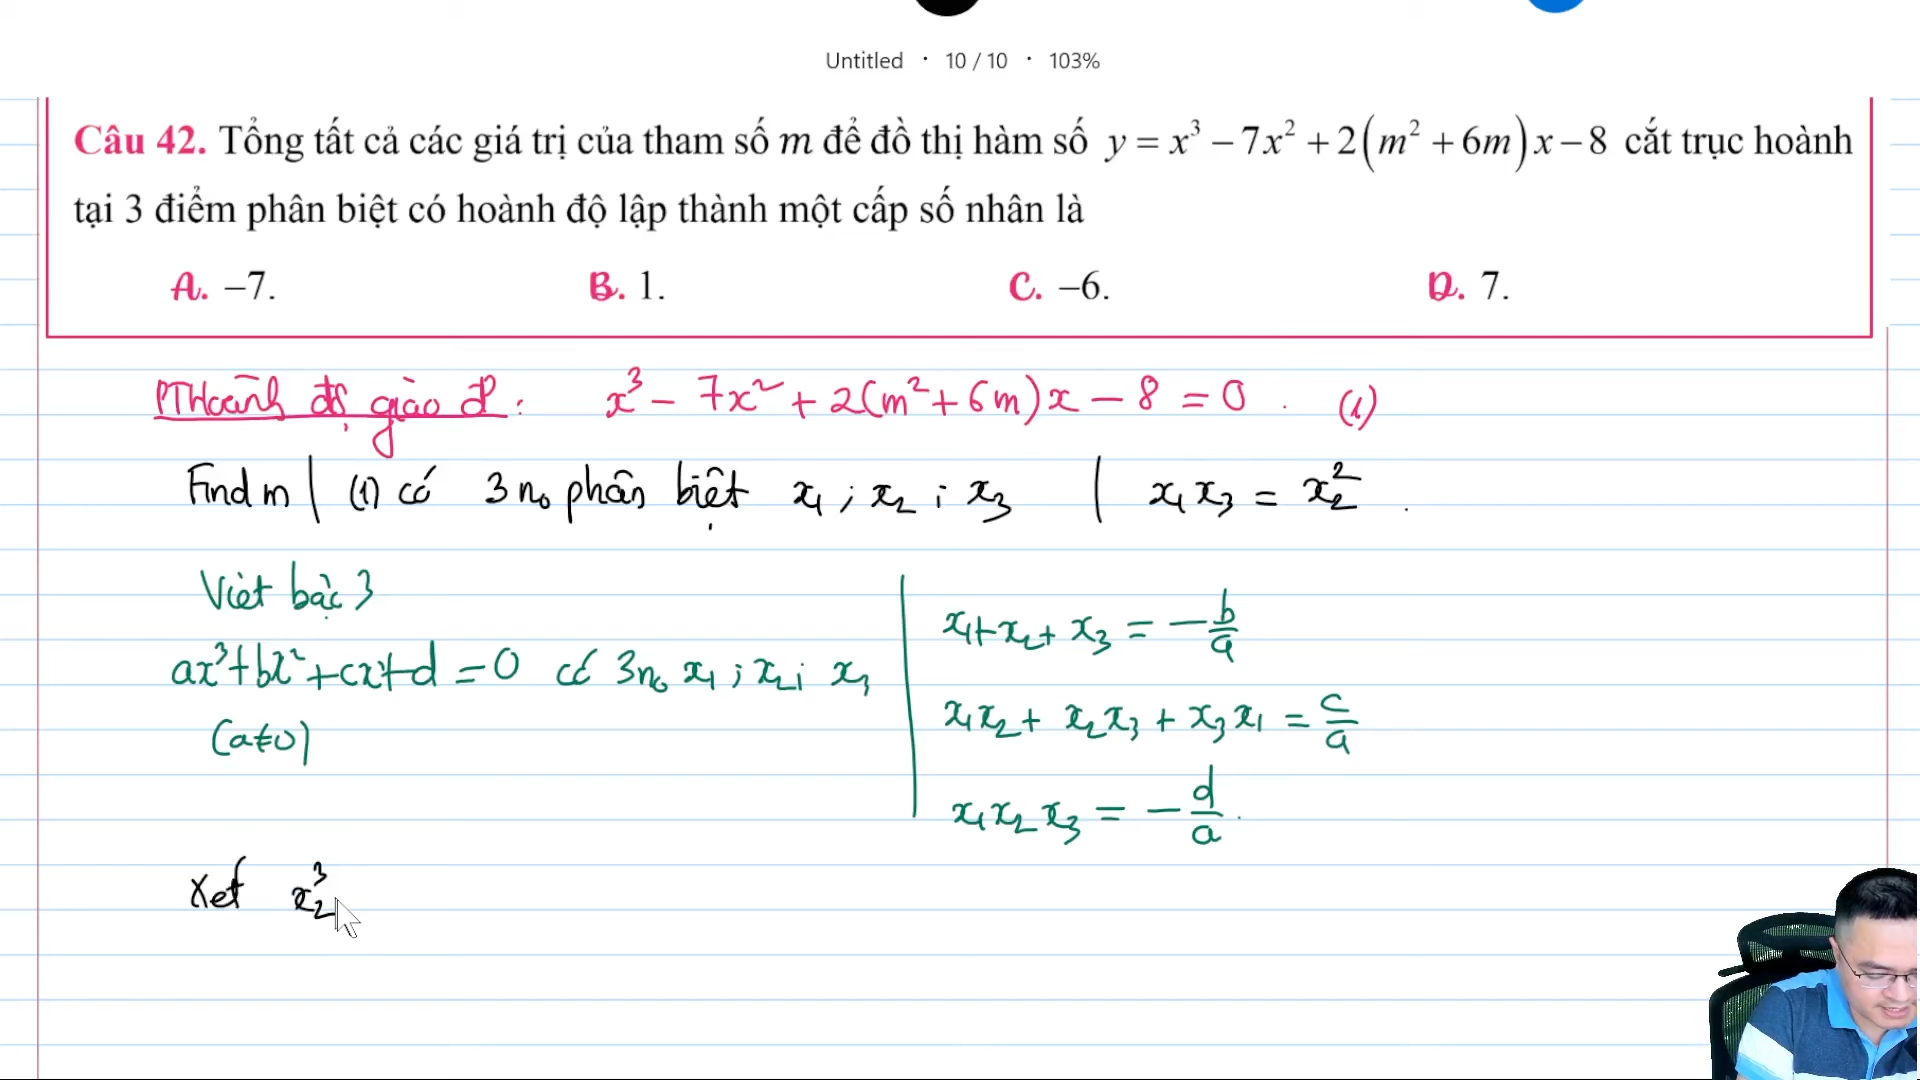 Untitled · 10 / 10 · 103%
Câu 42. Tổng tất cả các giá trị của tham số m để đồ thị hàm số y = x³ − 7x² + 2(m² + 6m)x − 8 cắt trục hoành
tại 3 điểm phân biệt có hoành độ lập thành một cấp số nhân là
A. −7. B. 1. C. −6. D. 7.
PT Hoành độ giao đ': x³ − 7x² + 2(m² + 6m)x − 8 = 0. (1)
Find m | (1) có 3 n₀ phân biệt x₁ ; x₂ ; x₃ | x₁x₃ = x₂².
Viet bậc 3
ax³ + bx² + cx + d = 0 có 3n₀ x₁ ; x₂ ; x₃
(a≠0)
x₁ + x₂ + x₃ = − b/a
x₁x₂ + x₂x₃ + x₃x₁ = c/a
x₁x₂x₃ = − d/a.
Xet x₂³